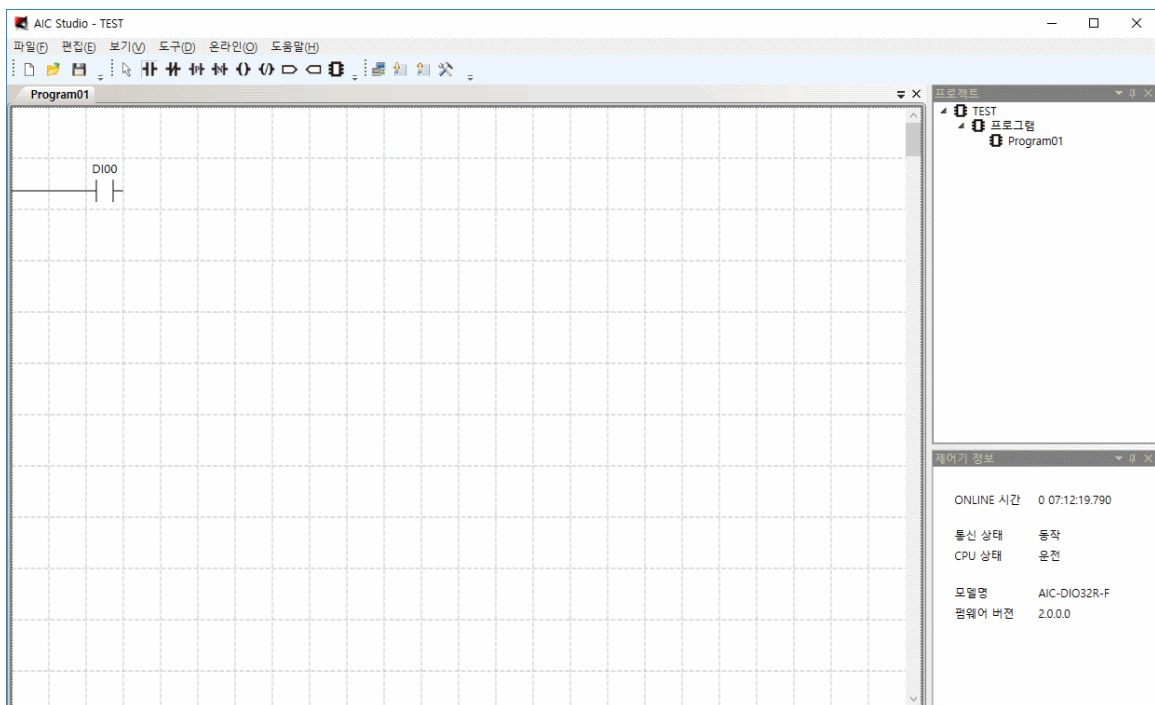 AIC Studio - TEST
파일(F) 편집(E) 보기(V) 도구(D) 온라인(O) 도움말(H)
Program01
프로젝트
TEST
프로그램
Program01
DI00
제어기 정보
ONLINE 시간 0 07:12:19.790
통신 상태 동작
CPU 상태 운전
모델명 AIC-DIO32R-F
펌웨어 버젼 2.0.0.0